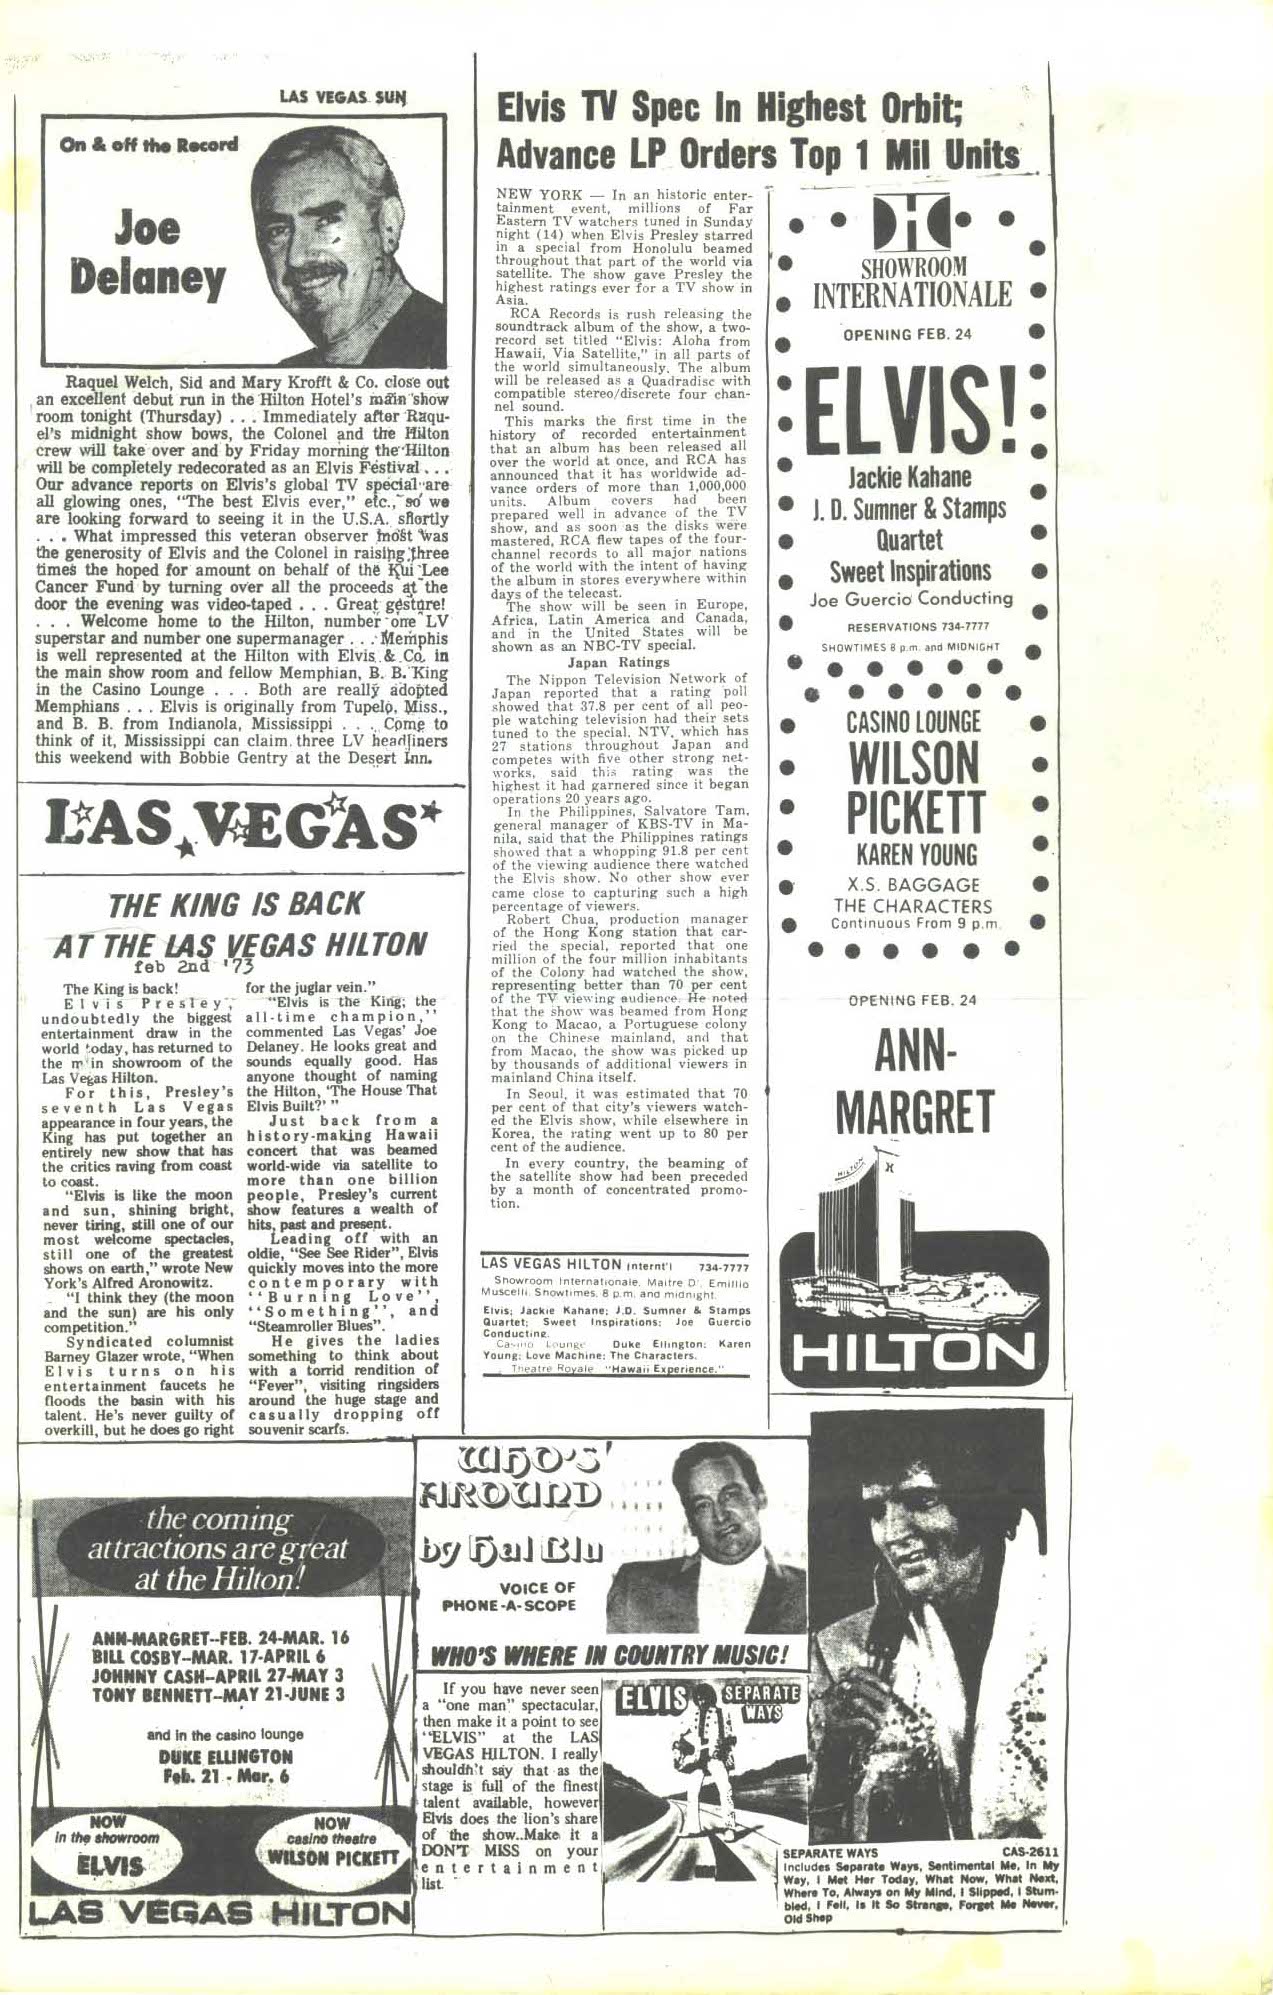 LAS VEGAS SUN
On & off the Record
Joe
Delaney
Raquel Welch, Sid and Mary Krofft & Co. close out
an excellent debut run in the Hilton Hotel's main show
room tonight (Thursday) . . . Immediately after Raqu-
el's midnight show bows, the Colonel and the Hilton
crew will take over and by Friday morning the Hilton
will be completely redecorated as an Elvis Festival . . .
Our advance reports on Elvis's global TV special are
all glowing ones, "The best Elvis ever," etc., so we
are looking forward to seeing it in the U.S.A. shortly
. . . What impressed this veteran observer most was
the generosity of Elvis and the Colonel in raising three
times the hoped for amount on behalf of the Kui Lee
Cancer Fund by turning over all the proceeds at the
door the evening was video-taped . . . Great gesture!
. . . Welcome home to the Hilton, number one LV
superstar and number one supermanager . . . Memphis
is well represented at the Hilton with Elvis & Co. in
the main show room and fellow Memphian, B. B. King
in the Casino Lounge . . . Both are really adopted
Memphians . . . Elvis is originally from Tupelo, Miss.,
and B. B. from Indianola, Mississippi . . . Come to
think of it, Mississippi can claim three LV headliners
this weekend with Bobbie Gentry at the Desert Inn.
LAS VEGAS
THE KING IS BACK
AT THE LAS VEGAS HILTON
feb 2nd '73
The King is back!
Elvis Presley,
undoubtedly the biggest
entertainment draw in the
world today, has returned to
the main showroom of the
Las Vegas Hilton.
For this, Presley's
seventh Las Vegas
appearance in four years, the
King has put together an
entirely new show that has
the critics raving from coast
to coast.
"Elvis is like the moon
and sun, shining bright,
never tiring, still one of our
most welcome spectacles,
still one of the greatest
shows on earth," wrote New
York's Alfred Aronowitz.
"I think they (the moon
and the sun) are his only
competition."
Syndicated columnist
Barney Glazer wrote, "When
Elvis turns on his
entertainment faucets he
floods the basin with his
talent. He's never guilty of
overkill, but he does go right
for the juglar vein."
"Elvis is the King; the
all-time champion,"
commented Las Vegas' Joe
Delaney. He looks great and
sounds equally good. Has
anyone thought of naming
the Hilton, 'The House That
Elvis Built?' "
Just back from a
history-making Hawaii
concert that was beamed
world-wide via satellite to
more than one billion
people, Presley's current
show features a wealth of
hits, past and present.
Leading off with an
oldie, "See See Rider", Elvis
quickly moves into the more
contemporary with
"Burning Love",
"Something", and
"Steamroller Blues".
He gives the ladies
something to think about
with a torrid rendition of
"Fever", visiting ringsiders
around the huge stage and
casually dropping off
souvenir scarfs.
Elvis TV Spec In Highest Orbit;
Advance LP Orders Top 1 Mil Units
NEW YORK — In an historic enter-
tainment event, millions of Far
Eastern TV watchers tuned in Sunday
night (14) when Elvis Presley starred
in a special from Honolulu beamed
throughout that part of the world via
satellite. The show gave Presley the
highest ratings ever for a TV show in
Asia.
RCA Records is rush releasing the
soundtrack album of the show, a two-
record set titled "Elvis: Aloha from
Hawaii, Via Satellite," in all parts of
the world simultaneously. The album
will be released as a Quadradisc with
compatible stereo/discrete four chan-
nel sound.
This marks the first time in the
history of recorded entertainment
that an album has been released all
over the world at once, and RCA has
announced that it has worldwide ad-
vance orders of more than 1,000,000
units. Album covers had been
prepared well in advance of the TV
show, and as soon as the disks were
mastered, RCA flew tapes of the four-
channel records to all major nations
of the world with the intent of having
the album in stores everywhere within
days of the telecast.
The show will be seen in Europe,
Africa, Latin America and Canada,
and in the United States will be
shown as an NBC-TV special.
Japan Ratings
The Nippon Television Network of
Japan reported that a rating poll
showed that 37.8 per cent of all peo-
ple watching television had their sets
tuned to the special. NTV, which has
27 stations throughout Japan and
competes with five other strong net-
works, said this rating was the
highest it had garnered since it began
operations 20 years ago.
In the Philippines, Salvatore Tam,
general manager of KBS-TV in Ma-
nila, said that the Philippines ratings
showed that a whopping 91.8 per cent
of the viewing audience there watched
the Elvis show. No other show ever
came close to capturing such a high
percentage of viewers.
Robert Chua, production manager
of the Hong Kong station that car-
ried the special, reported that one
million of the four million inhabitants
of the Colony had watched the show,
representing better than 70 per cent
of the TV viewing audience. He noted
that the show was beamed from Hong
Kong to Macao, a Portuguese colony
on the Chinese mainland, and that
from Macao, the show was picked up
by thousands of additional viewers in
mainland China itself.
In Seoul, it was estimated that 70
per cent of that city's viewers watch-
ed the Elvis show, while elsewhere in
Korea, the rating went up to 80 per
cent of the audience.
In every country, the beaming of
the satellite show had been preceded
by a month of concentrated promo-
tion.
LAS VEGAS HILTON (Internt'l 734-7777
Showroom Internationale. Maitre D', Emilio
Muscelli. Showtimes, 8 p.m. and midnight.
Elvis; Jackie Kahane; J.D. Sumner & Stamps
Quartet; Sweet Inspirations; Joe Guercio
Conducting.
Casino Lounge Duke Ellington; Karen
Young; Love Machine; The Characters.
Theatre Royale "Hawaii Experience."
SHOWROOM
INTERNATIONALE
OPENING FEB. 24
ELVIS!
Jackie Kahane
J. D. Sumner & Stamps
Quartet
Sweet Inspirations
Joe Guercio Conducting
RESERVATIONS 734-7777
SHOWTIMES 8 p.m. and MIDNIGHT
CASINO LOUNGE
WILSON
PICKETT
KAREN YOUNG
X.S. BAGGAGE
THE CHARACTERS
Continuous From 9 p.m.
OPENING FEB. 24
ANN-
MARGRET
HILTON
HILTON
the coming
attractions are great
at the Hilton!
ANN-MARGRET--FEB. 24-MAR. 16
BILL COSBY--MAR. 17-APRIL 6
JOHNNY CASH--APRIL 27-MAY 3
TONY BENNETT--MAY 21-JUNE 3
and in the casino lounge
DUKE ELLINGTON
Feb. 21 - Mar. 6
NOW
in the showroom
ELVIS
NOW
casino theatre
WILSON PICKETT
LAS VEGAS HILTON
WHO'S'
AROUND
by Hal Blu
VOICE OF
PHONE-A-SCOPE
WHO'S WHERE IN COUNTRY MUSIC!
If you have never seen
a "one man" spectacular,
then make it a point to see
"ELVIS" at the LAS
VEGAS HILTON. I really
shouldn't say that as the
stage is full of the finest
talent available, however
Elvis does the lion's share
of the show..Make it a
DON'T MISS on your
entertainment
list.
ELVIS SEPARATE
WAYS
SEPARATE WAYS CAS-2611
Includes Separate Ways, Sentimental Me, In My
Way, I Met Her Today, What Now, What Next,
Where To, Always on My Mind, I Slipped, I Stum-
bled, I Fell, Is It So Strange, Forget Me Never,
Old Shep